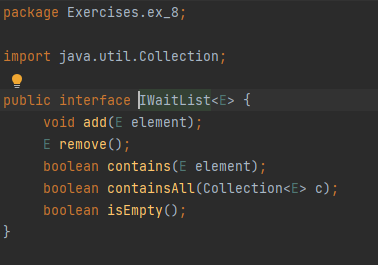 package Exercises.ex_8;
import java.util.Collection;
public interface IWaitList<E> {
void add(E element);
E remove();
boolean contains(E element);
boolean containsAll(Collection<E> c);
boolean isEmpty();
}